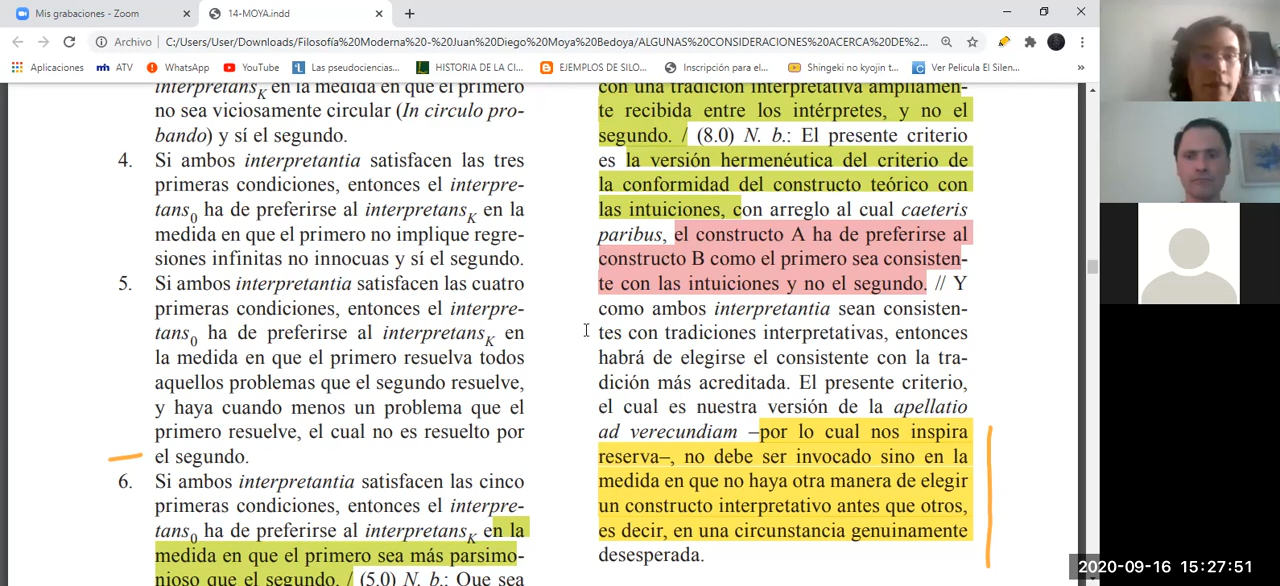 Mis grabaciones - Zoom
14-MOYA.indd
Archivo
C:/Users/User/Downloads/Filosofía%20Moderna%20-%20Juan%20Diego%20Moya%20Bedoya/ALGUNAS%20CONSIDERACIONES%20ACERCA%20DE%2...
Aplicaciones
ATV
WhatsApp
YouTube
Las pseudociencias...
HISTORIA DE LA CI...
EJEMPLOS DE SILO...
Inscripción para el...
Shingeki no kyojin t...
Ver Pelicula El Silen...
interpretansK en la medida en que el primero
no sea viciosamente circular (In circulo pro-
bando) y sí el segundo.
4. Si ambos interpretantia satisfacen las tres
primeras condiciones, entonces el interpre-
tans0 ha de preferirse al interpretansK en la
medida en que el primero no implique regre-
siones infinitas no innocuas y sí el segundo.
5. Si ambos interpretantia satisfacen las cuatro
primeras condiciones, entonces el interpre-
tans0 ha de preferirse al interpretansK en
la medida en que el primero resuelva todos
aquellos problemas que el segundo resuelve,
y haya cuando menos un problema que el
primero resuelve, el cual no es resuelto por
el segundo.
6. Si ambos interpretantia satisfacen las cinco
primeras condiciones, entonces el interpre-
tans0 ha de preferirse al interpretansK en la
medida en que el primero sea más parsimo-
nioso que el segundo. / (5.0) N. b.: Que sea
con una tradición interpretativa ampliamen-
te recibida entre los intérpretes, y no el
segundo. / (8.0) N. b.: El presente criterio
es la versión hermenéutica del criterio de
la conformidad del constructo teórico con
las intuiciones, con arreglo al cual caeteris
paribus, el constructo A ha de preferirse al
constructo B como el primero sea consisten-
te con las intuiciones y no el segundo. // Y
como ambos interpretantia sean consisten-
tes con tradiciones interpretativas, entonces
habrá de elegirse el consistente con la tra-
dición más acreditada. El presente criterio,
el cual es nuestra versión de la apellatio
ad verecundiam –por lo cual nos inspira
reserva–, no debe ser invocado sino en la
medida en que no haya otra manera de elegir
un constructo interpretativo antes que otros,
es decir, en una circunstancia genuinamente
desesperada.
2020-09-16 15:27:51